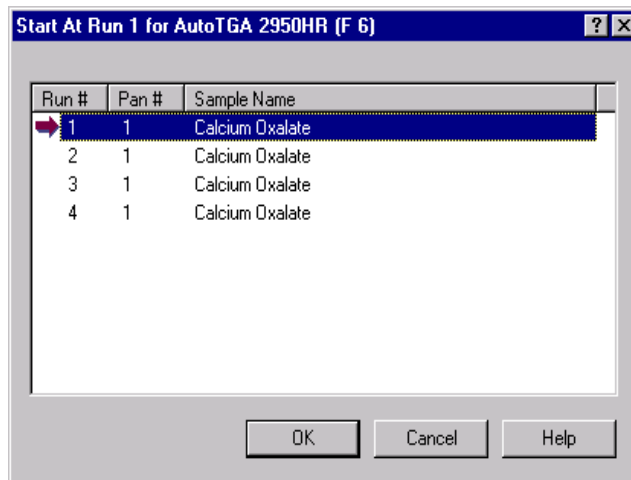 Start At Run 1 for AutoTGA 2950HR (F 6) ? X
Run # Pan # Sample Name
1 1 Calcium Oxalate
2 1 Calcium Oxalate
3 1 Calcium Oxalate
4 1 Calcium Oxalate
OK Cancel Help